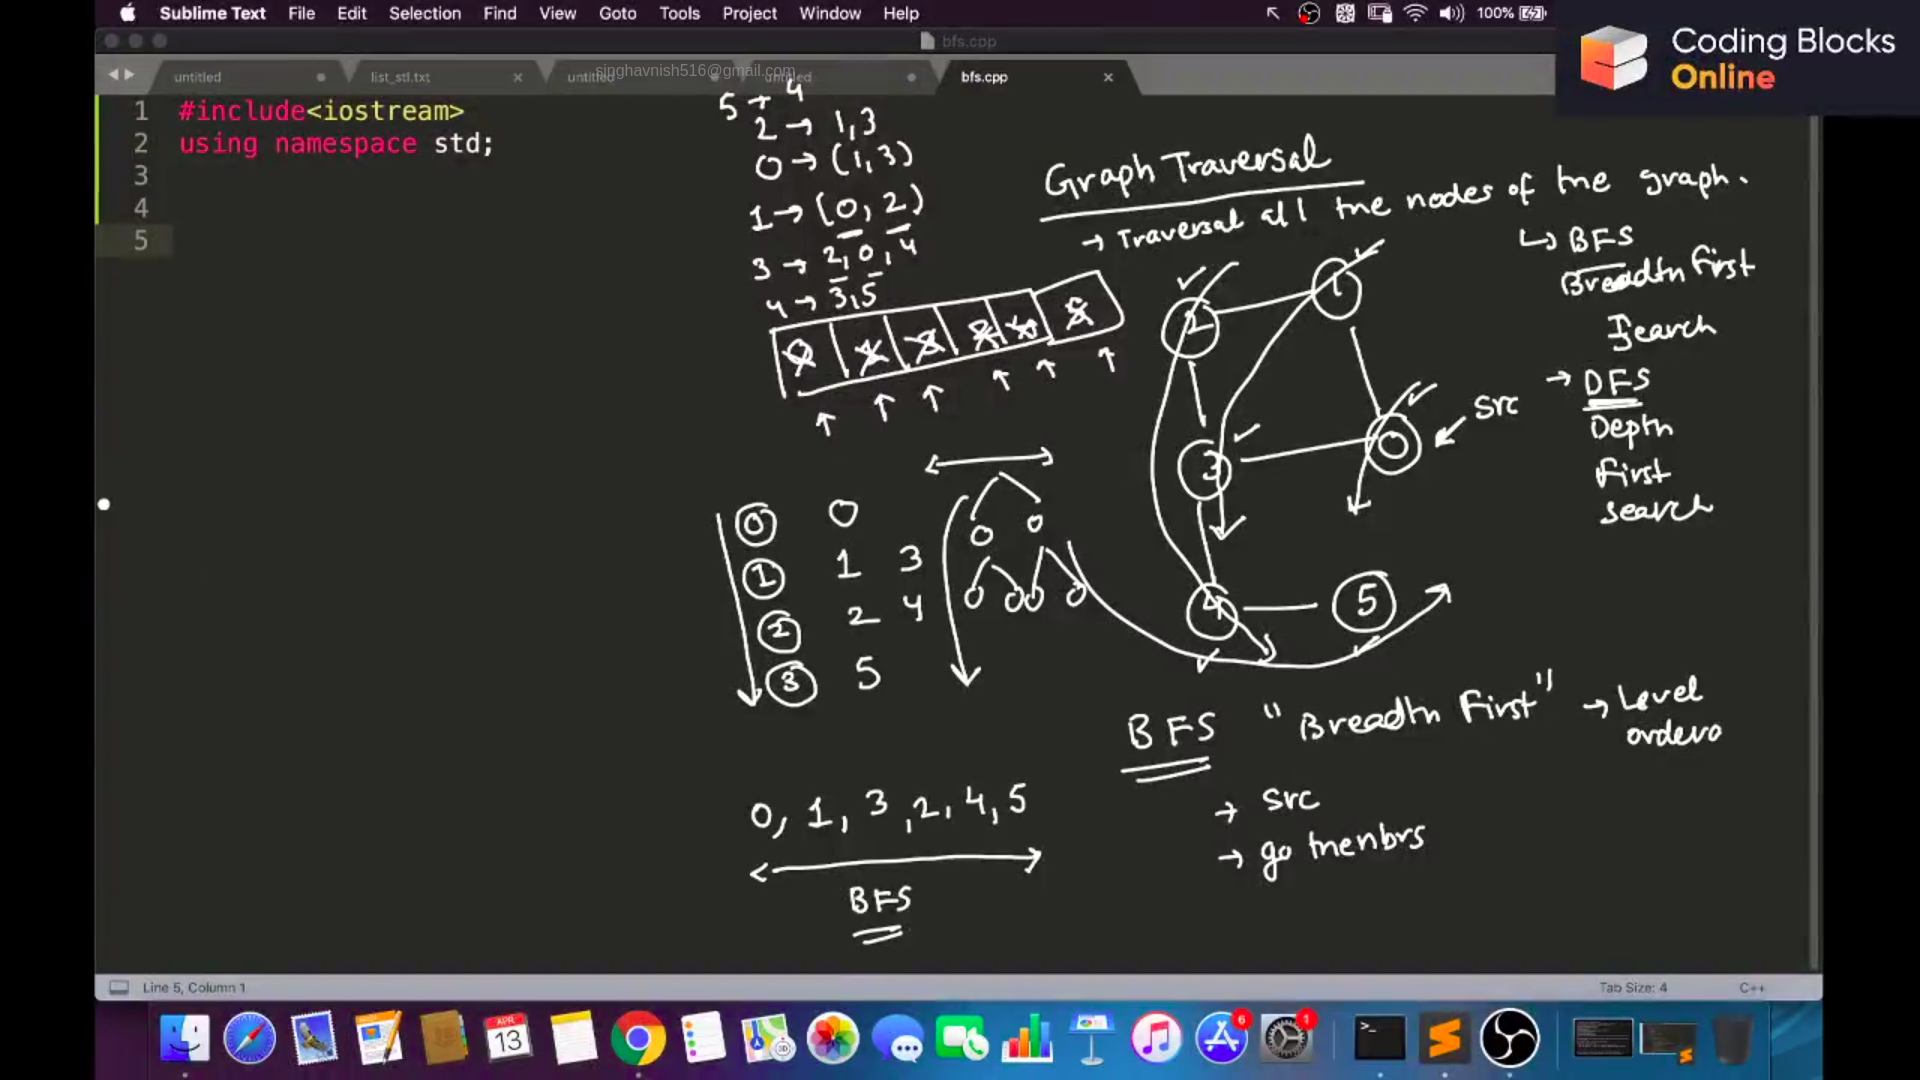 Sublime Text File Edit Selection Find View Goto Tools Project Window Help
100%
Coding Blocks
Online
bfs.cpp
untitled list_stl.txt untitled untitled bfs.cpp
singhavnish516@gmail.com
1 #include<iostream>
2 using namespace std;
3
4
5
5 → 4
2 → 1,3
0 → (1,3)
1 → (0, 2)
3 → 2,0,4
4 → 3,5
Graph Traversal
→ Traversal all the nodes of the graph.
↳ BFS
Breadth First
Search
→ DFS
Depth
First
Search
2 1
src
3 0
4 5
0 0
1 1 3
2 2 4
3 5
BFS "Breadth First" → Level
0, 1, 3, 2, 4, 5
BFS
→ src
→ go
Line 5, Column 1
Tab Size: 4
C++
APR
13
6
1